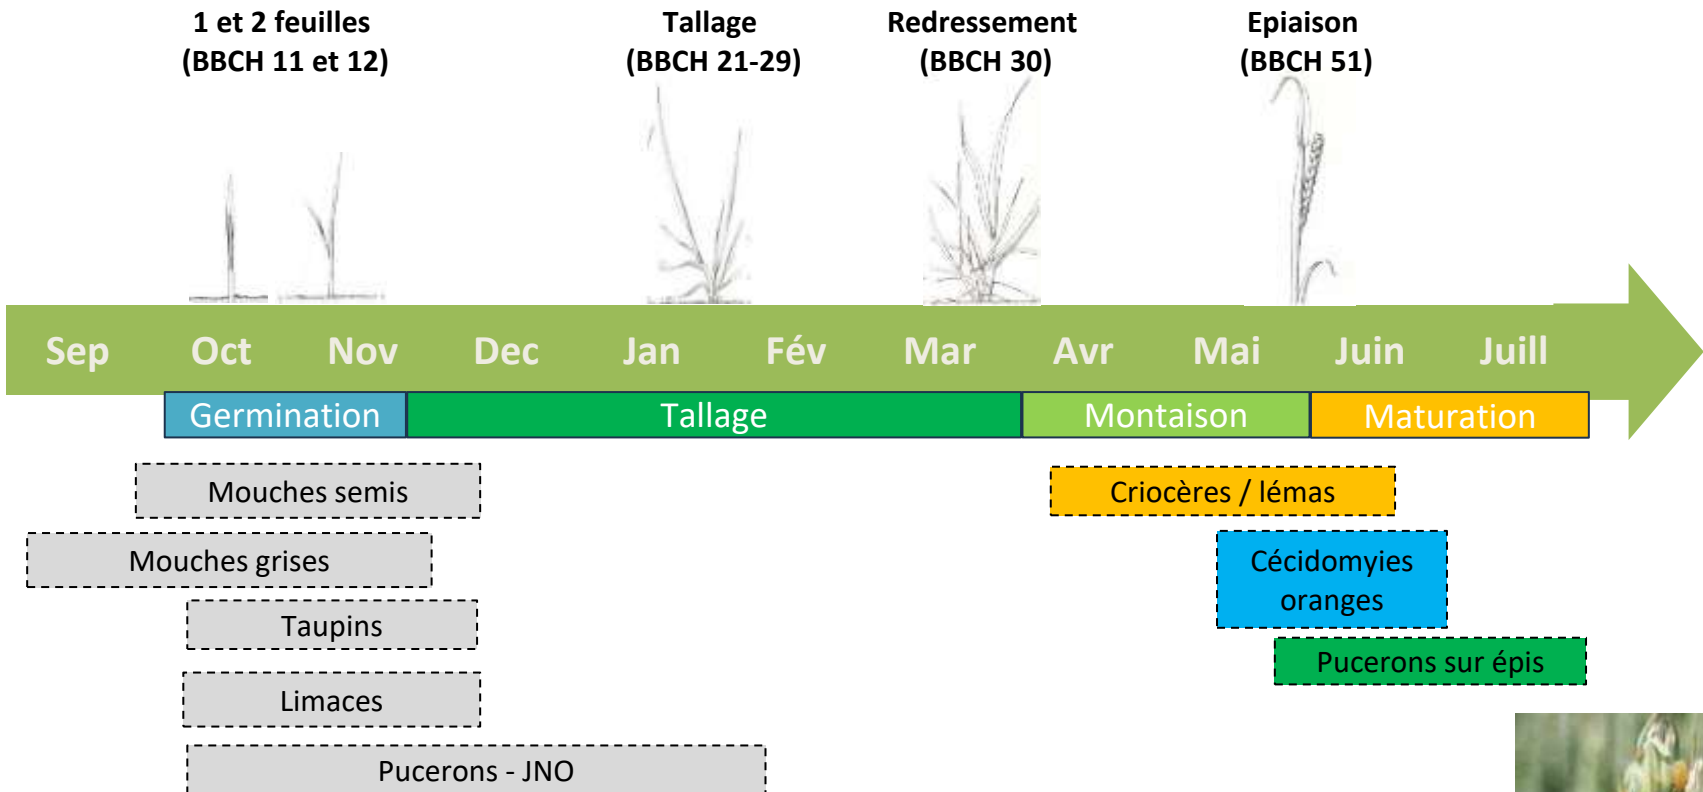 1 et 2 feuilles
(BBCH 11 et 12)
Tallage
(BBCH 21-29)
Redressement
(BBCH 30)
Epiaison
(BBCH 51)
Sep Oct Nov Dec Jan Fév Mar Avr Mai Juin Juill
Germination Tallage Montaison Maturation
Mouches semis
Criocères / lémas
Mouches grises
Cécidomyies
oranges
Taupins
Pucerons sur épis
Limaces
Pucerons - JNO